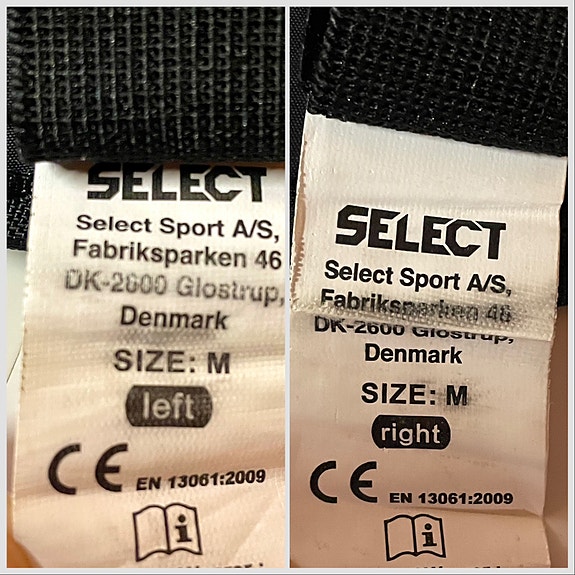 SELECT
Select Sport A/S,
Fabriksparken 46
DK-2600 Glostrup,
Denmark
SIZE: M
left
CE EN 13061:2009
i
SELECT
Select Sport A/S,
Fabriksparken 46
DK-2600 Glostrup,
Denmark
SIZE: M
right
CE EN 13061:2009
i